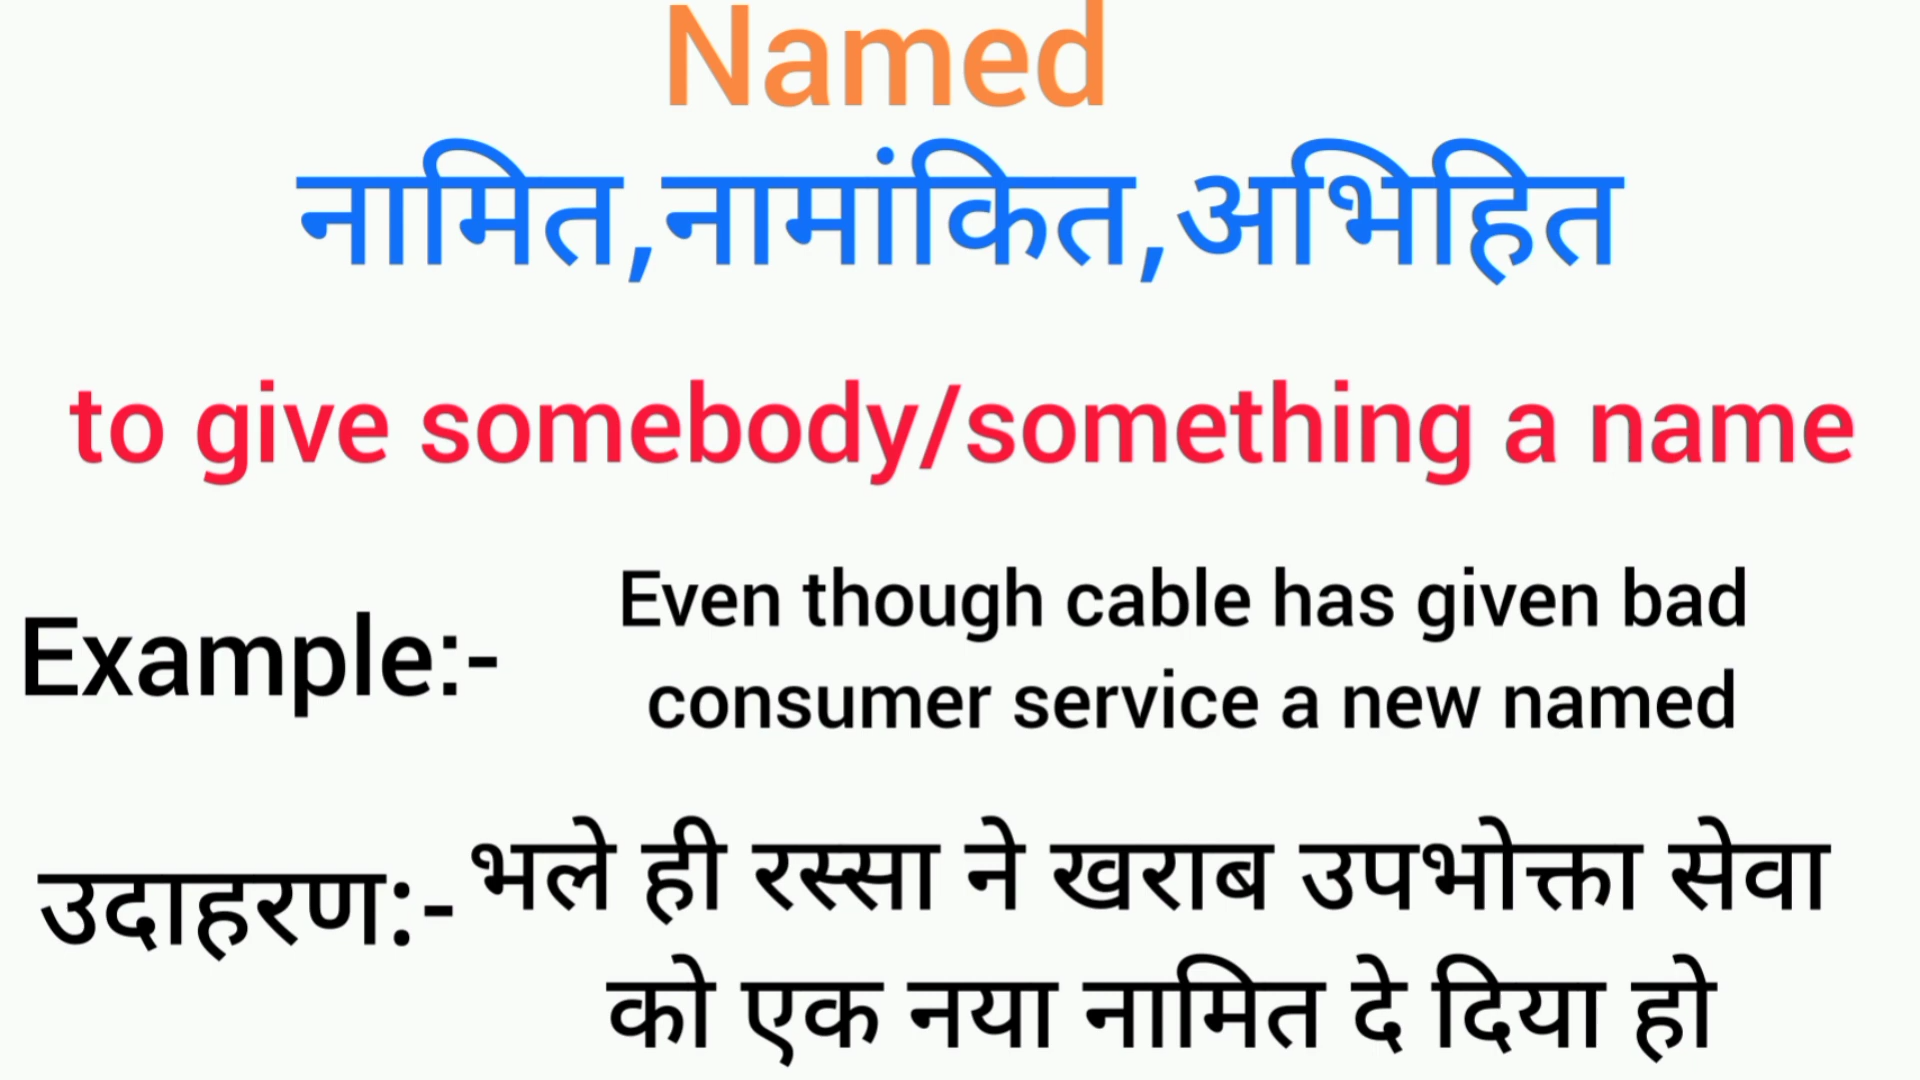 Named
नामित,नामांकित,अभिहित
to give somebody/something a name
Example:- Even though cable has given bad
consumer service a new named
उदाहरण:- भले ही रस्सा ने खराब उपभोक्ता सेवा
को एक नया नामित दे दिया हो